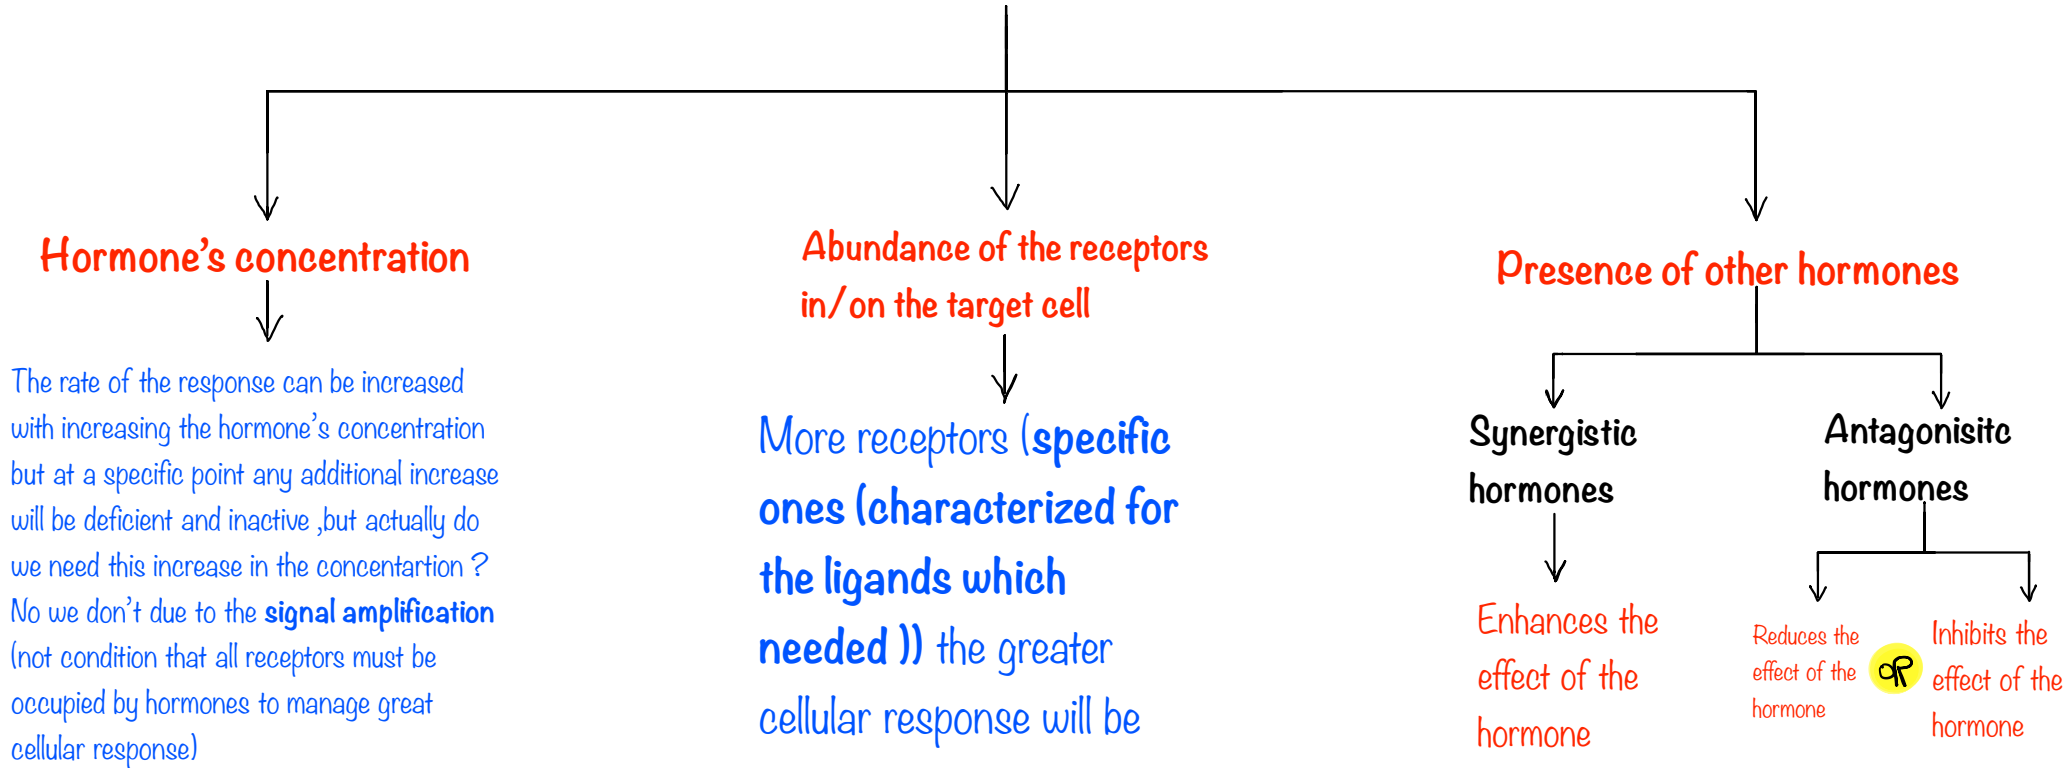 Hormone's concentration
The rate of the response can be increased
with increasing the hormone's concentration
but at a specific point any additional increase
will be deficient and inactive ,but actually do
we need this increase in the concentartion ?
No we don't due to the signal amplification
(not condition that all receptors must be
occupied by hormones to manage great
cellular response)
Abundance of the receptors
in/on the target cell
More receptors (specific
ones (characterized for
the ligands which
needed )) the greater
cellular response will be
Presence of other hormones
Synergistic
hormones
Enhances the
effect of the
hormone
Antagonisitc
hormones
Reduces the
effect of the
hormone
OR
Inhibits the
effect of the
hormone